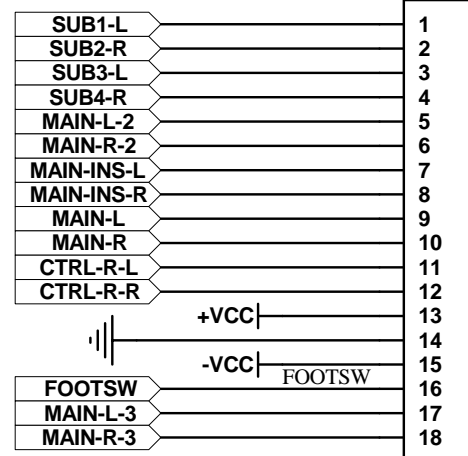 SUB1-L 1
SUB2-R 2
SUB3-L 3
SUB4-R 4
MAIN-L-2 5
MAIN-R-2 6
MAIN-INS-L 7
MAIN-INS-R 8
MAIN-L 9
MAIN-R 10
CTRL-R-L 11
CTRL-R-R 12
+VCC 13
14
-VCC 15
FOOTSW
FOOTSW 16
MAIN-L-3 17
MAIN-R-3 18